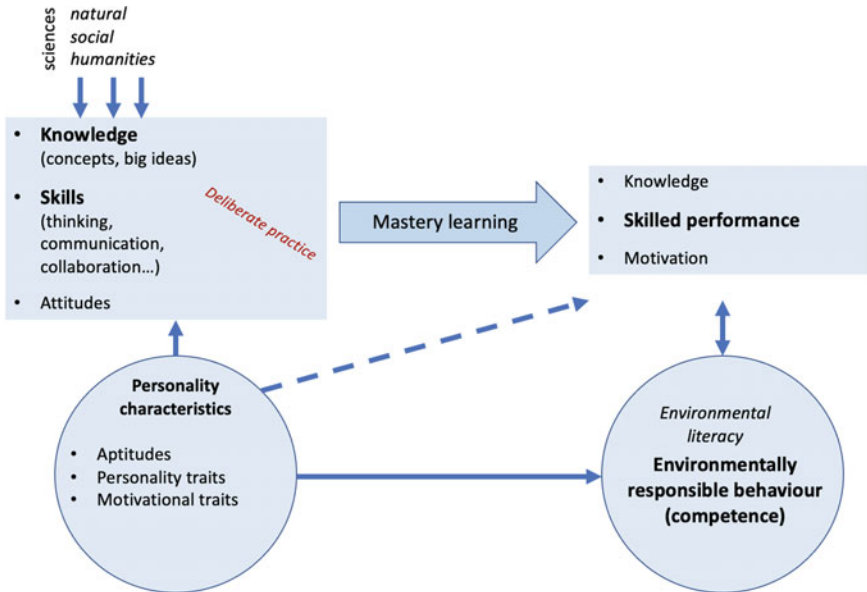 sciences
natural
social
humanities
• Knowledge
(concepts, big ideas)
• Skills
(thinking,
communication,
collaboration...)
• Attitudes
Deliberate practice
Mastery learning
• Knowledge
• Skilled performance
• Motivation
Personality
characteristics
• Aptitudes
• Personality traits
• Motivational traits
Environmental
literacy
Environmentally
responsible behaviour
(competence)